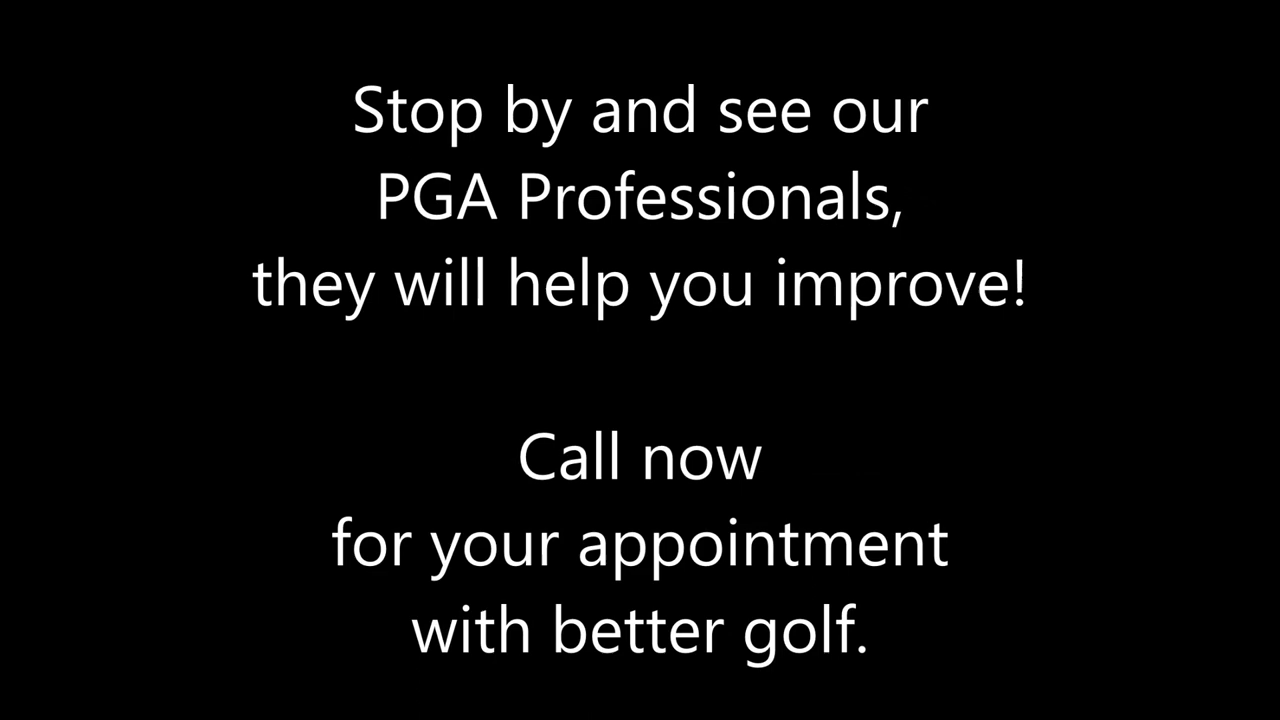 Stop by and see our
PGA Professionals,
they will help you improve!
Call now
for your appointment
with better golf.